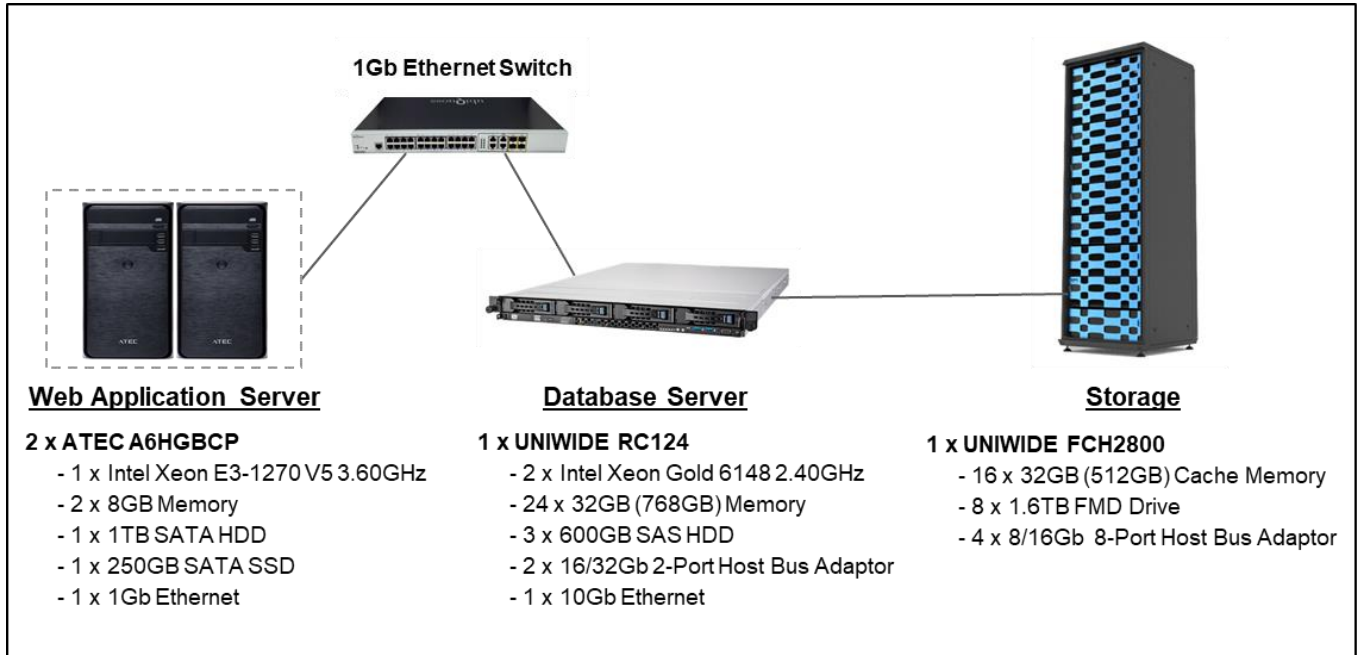 1Gb Ethernet Switch
ubiQuoss
ATEC
ATEC
Web Application Server
2 x ATEC A6HGBCP
- 1 x Intel Xeon E3-1270 V5 3.60GHz
- 2 x 8GB Memory
- 1 x 1TB SATA HDD
- 1 x 250GB SATA SSD
- 1 x 1Gb Ethernet
Database Server
1 x UNIWIDE RC124
- 2 x Intel Xeon Gold 6148 2.40GHz
- 24 x 32GB (768GB) Memory
- 3 x 600GB SAS HDD
- 2 x 16/32Gb 2-Port Host Bus Adaptor
- 1 x 10Gb Ethernet
Storage
1 x UNIWIDE FCH2800
- 16 x 32GB (512GB) Cache Memory
- 8 x 1.6TB FMD Drive
- 4 x 8/16Gb 8-Port Host Bus Adaptor